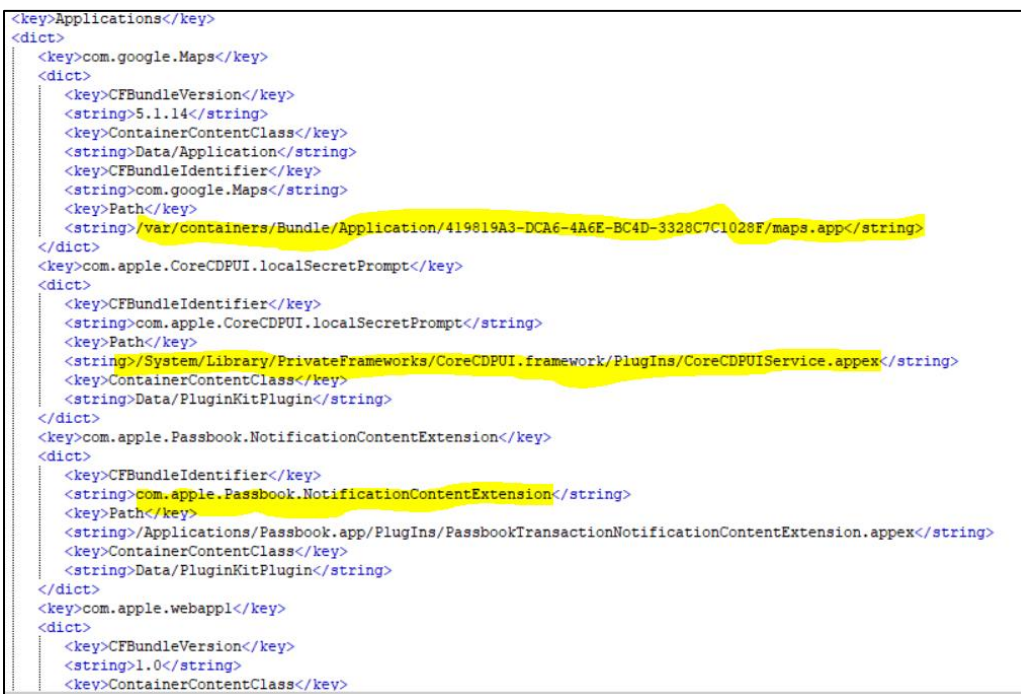 <key>Applications</key>
<dict>
<key>com.google.Maps</key>
<dict>
<key>CFBundleVersion</key>
<string>5.1.14</string>
<key>ContainerContentClass</key>
<string>Data/Application</string>
<key>CFBundleIdentifier</key>
<string>com.google.Maps</string>
<key>Path</key>
<string>/var/containers/Bundle/Application/419819A3-DCA6-4A6E-BC4D-3328C7C1028F/maps.app</string>
</dict>
<key>com.apple.CoreCDPUI.localSecretPrompt</key>
<dict>
<key>CFBundleIdentifier</key>
<string>com.apple.CoreCDPUI.localSecretPrompt</string>
<key>Path</key>
<string>/System/Library/PrivateFrameworks/CoreCDPUI.framework/PlugIns/CoreCDPUIService.appex</string>
<key>ContainerContentClass</key>
<string>Data/PluginKitPlugin</string>
</dict>
<key>com.apple.Passbook.NotificationContentExtension</key>
<dict>
<key>CFBundleIdentifier</key>
<string>com.apple.Passbook.NotificationContentExtension</string>
<key>Path</key>
<string>/Applications/Passbook.app/PlugIns/PassbookTransactionNotificationContentExtension.appex</string>
<key>ContainerContentClass</key>
<string>Data/PluginKitPlugin</string>
</dict>
<key>com.apple.webapp1</key>
<dict>
<key>CFBundleVersion</key>
<string>1.0</string>
<key>ContainerContentClass</key>